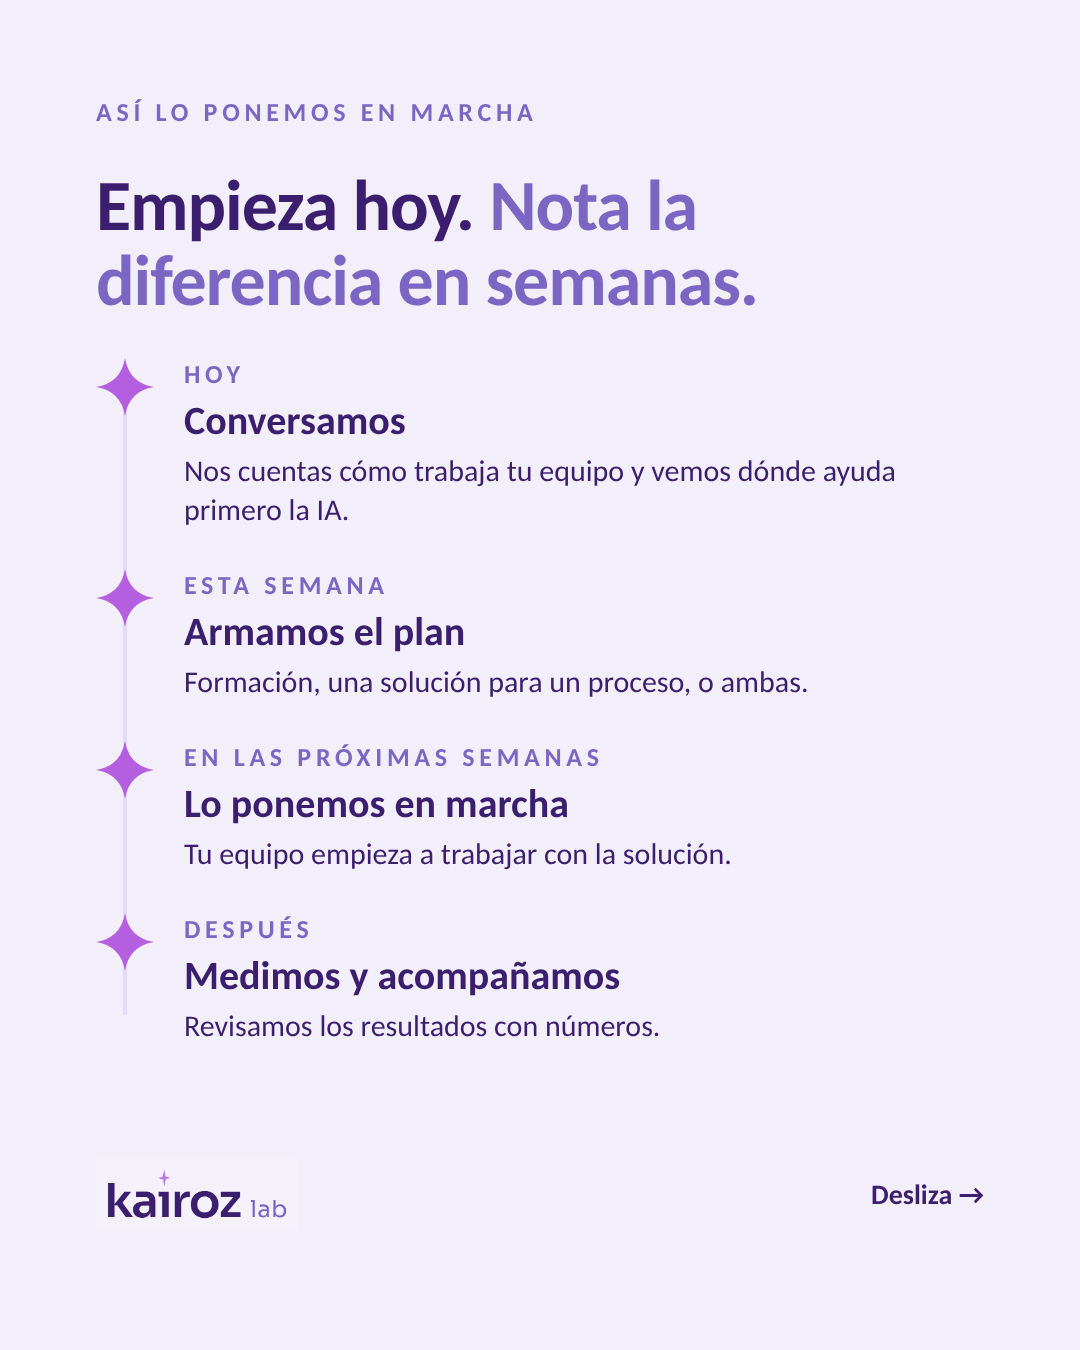 ASÍ LO PONEMOS EN MARCHA
Empieza hoy. Nota la
diferencia en semanas.
HOY
Conversamos
Nos cuentas cómo trabaja tu equipo y vemos dónde ayuda
primero la IA.
ESTA SEMANA
Armamos el plan
Formación, una solución para un proceso, o ambas.
EN LAS PRÓXIMAS SEMANAS
Lo ponemos en marcha
Tu equipo empieza a trabajar con la solución.
DESPUÉS
Medimos y acompañamos
Revisamos los resultados con números.
kairoz lab
Desliza →